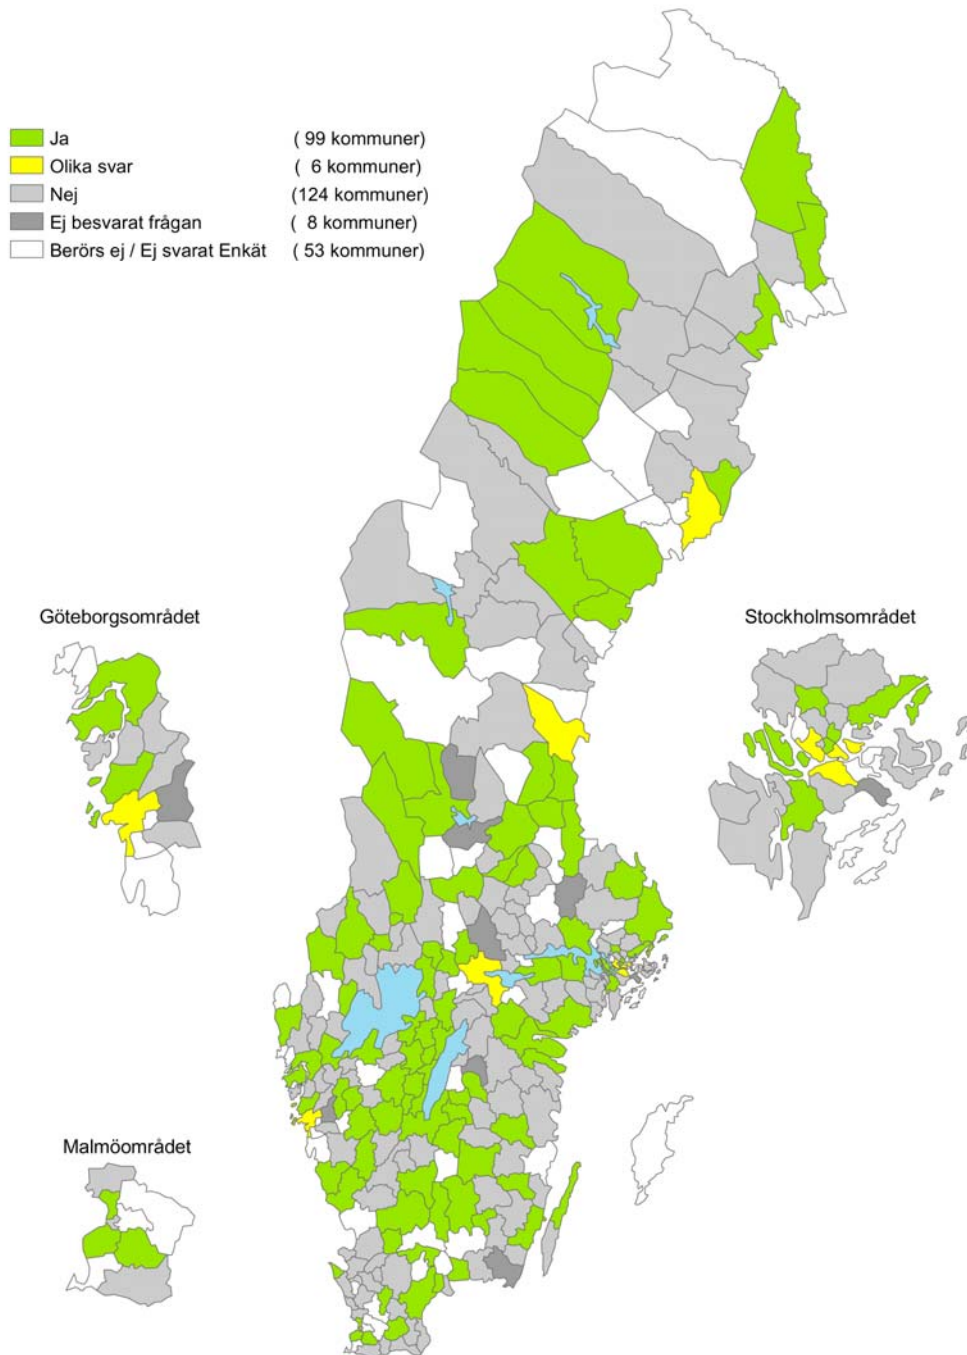 Ja ( 99 kommuner)
Olika svar ( 6 kommuner)
Nej (124 kommuner)
Ej besvarat frågan ( 8 kommuner)
Berörs ej / Ej svarat Enkät ( 53 kommuner)
Göteborgsområdet
Stockholmsområdet
Malmöområdet